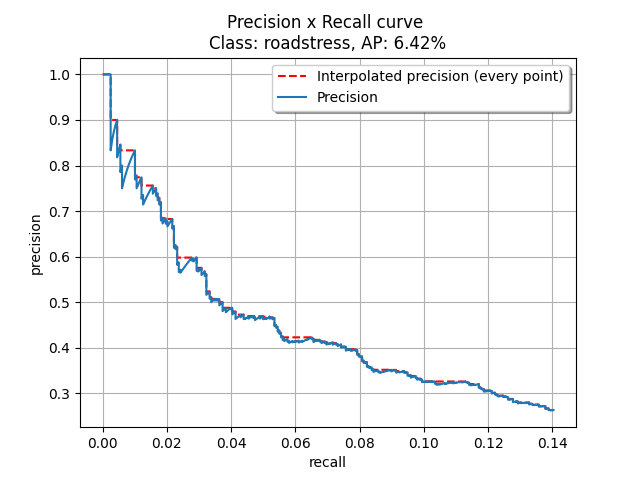 Precision x Recall curve
Class: roadstress, AP: 6.42%
Interpolated precision (every point)
Precision
1.0
0.9
0.8
0.7
0.6
0.5
0.4
0.3
precision
0.00 0.02 0.04 0.06 0.08 0.10 0.12 0.14
recall